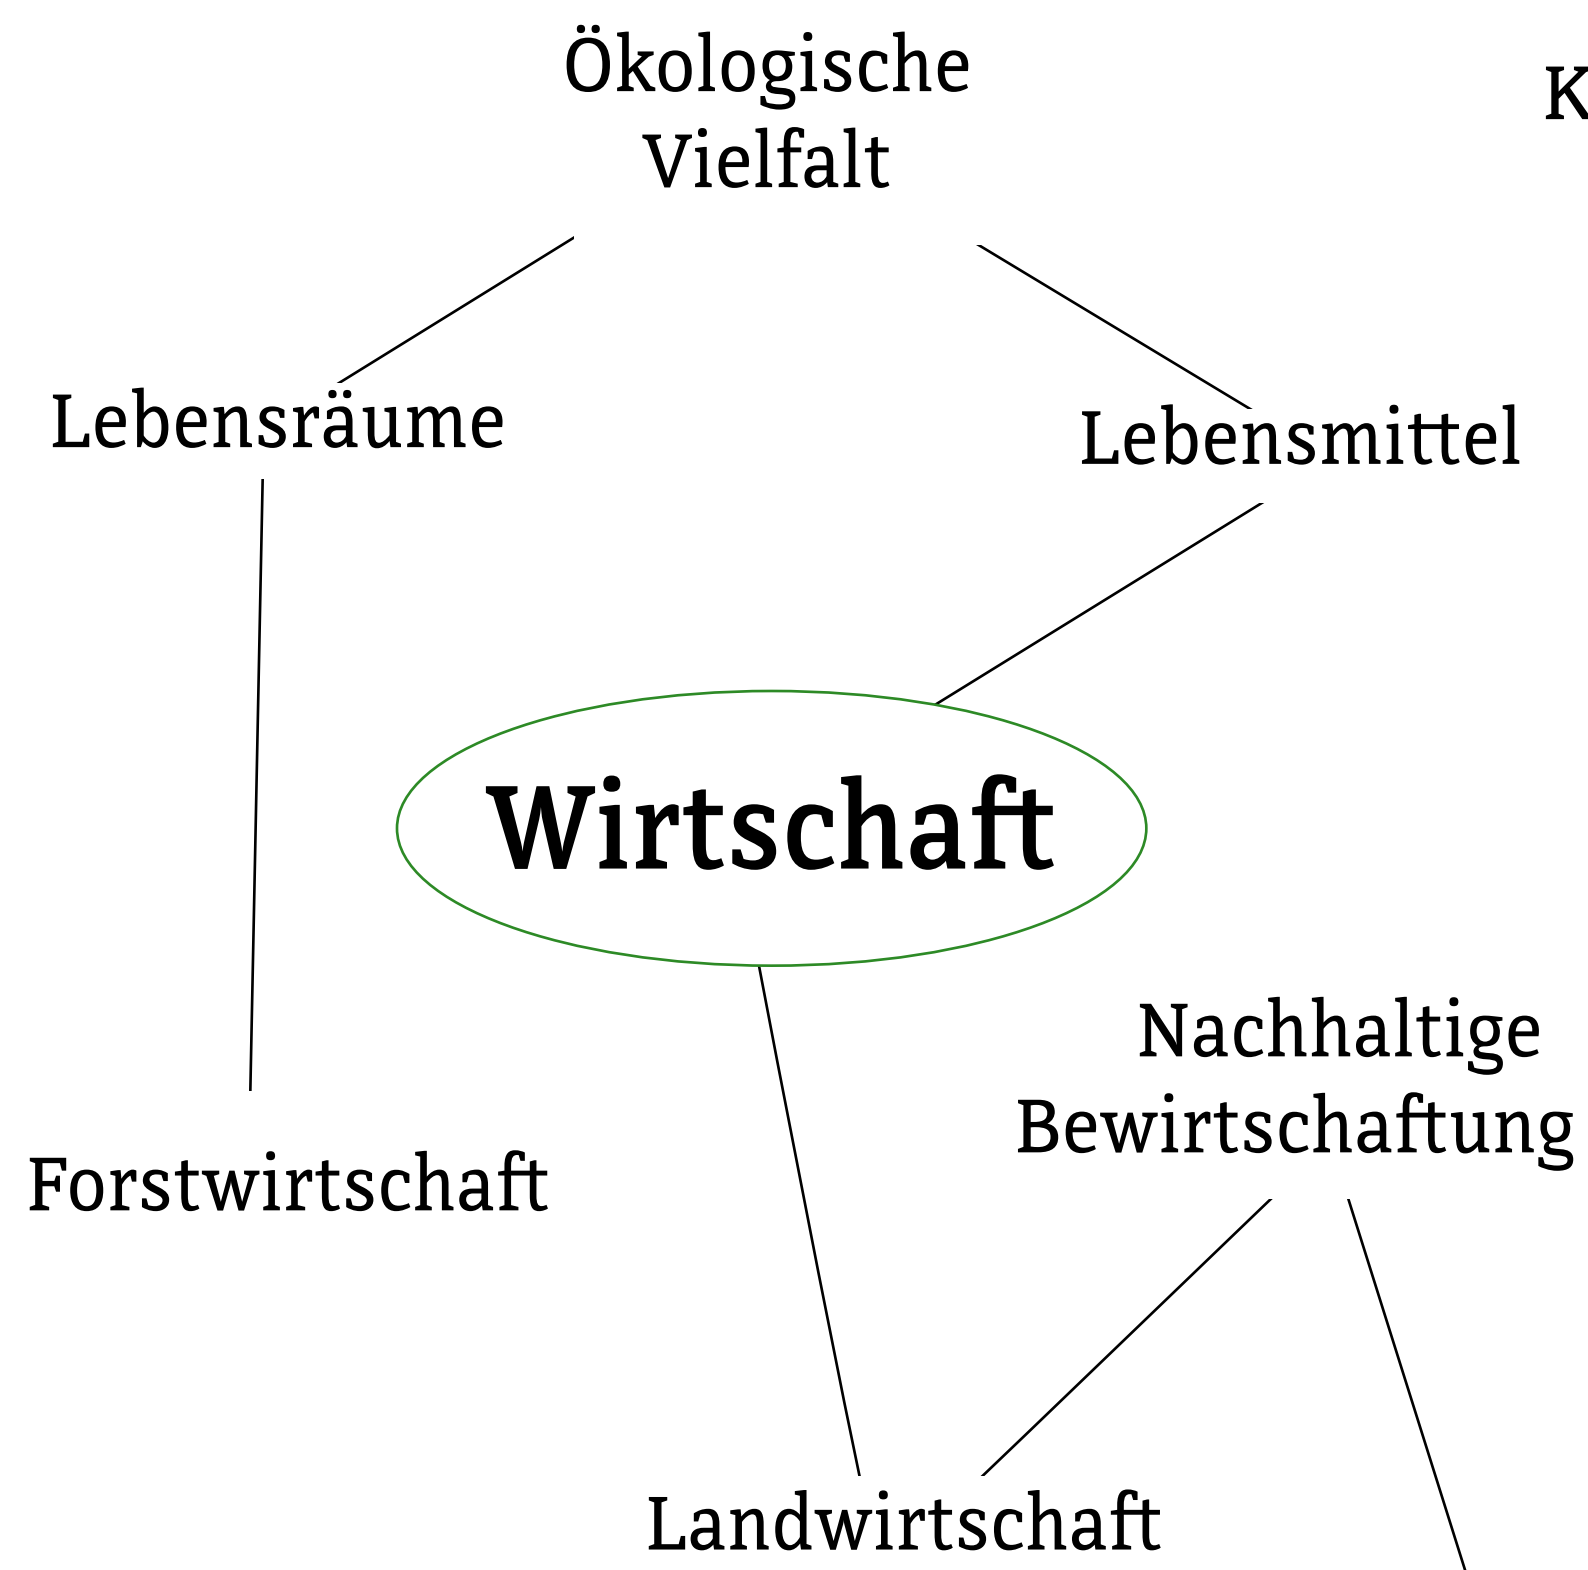 Ökologische
Vielfalt
K
Lebensräume
Lebensmittel
Wirtschaft
Nachhaltige
Bewirtschaftung
Forstwirtschaft
Landwirtschaft